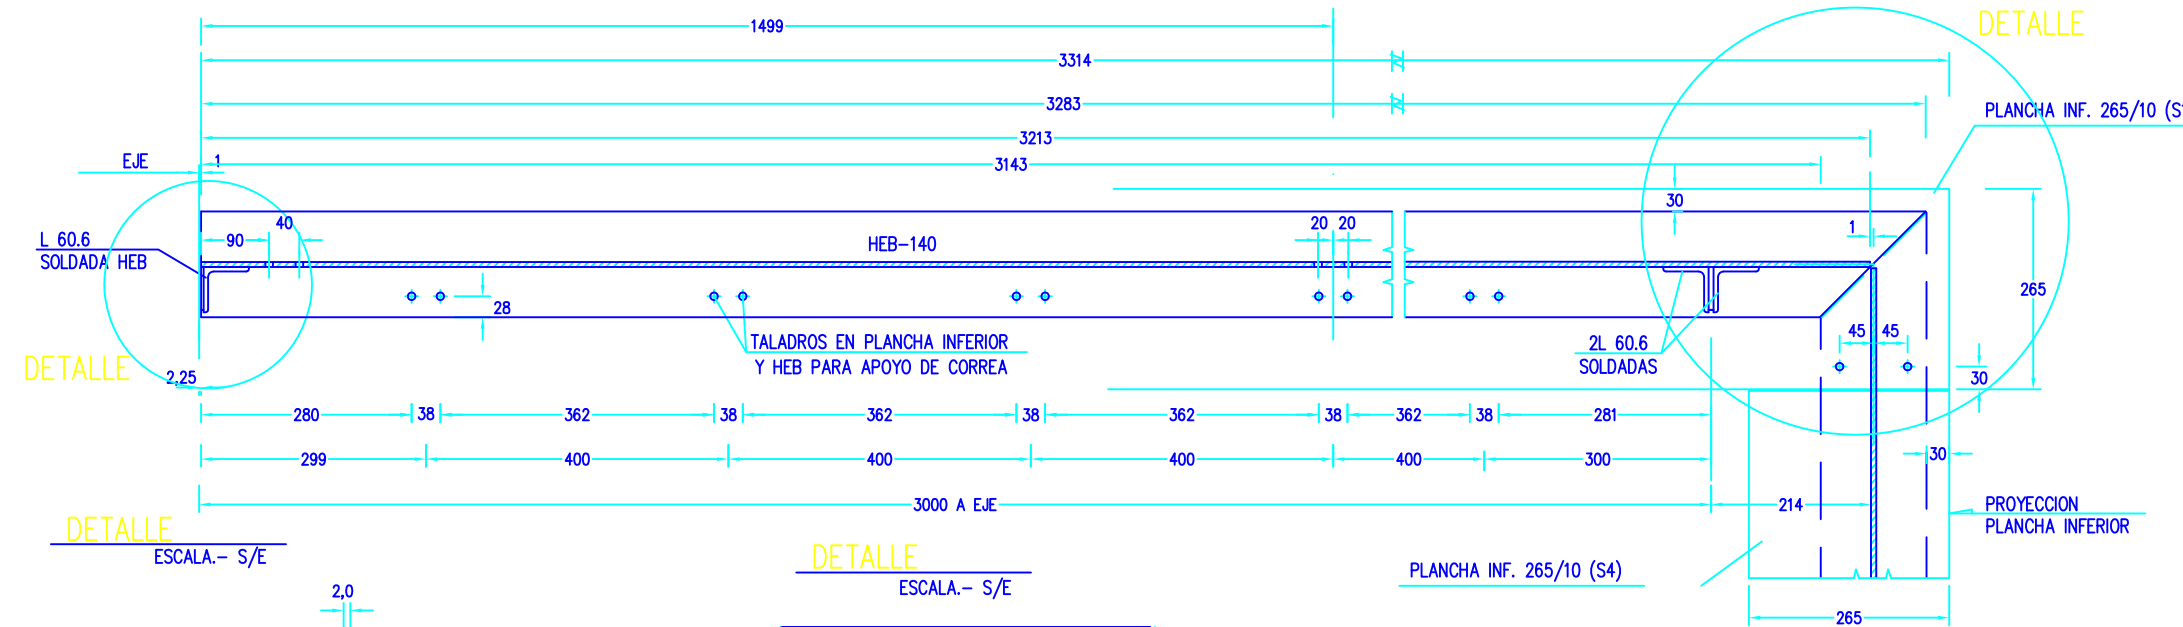 1499
DETALLE
3314
3283
PLANCHA INF. 265/10 (S
3213
EJE
1
3143
30
40
20 20
1
L 60.6
90
HEB-140
SOLDADA HEB
265
28
45 45
TALADROS EN PLANCHA INFERIOR
2L 60.6
Y HEB PARA APOYO DE CORREA
SOLDADAS
DETALLE
2,25
30
280 38 362 38 362 38 362 38 362 38 281
299 400 400 400 400 300
30
3000 A EJE
214
PROYECCION
PLANCHA INFERIOR
DETALLE
ESCALA.- S/E
DETALLE
ESCALA.- S/E
PLANCHA INF. 265/10 (S4)
2,0
265